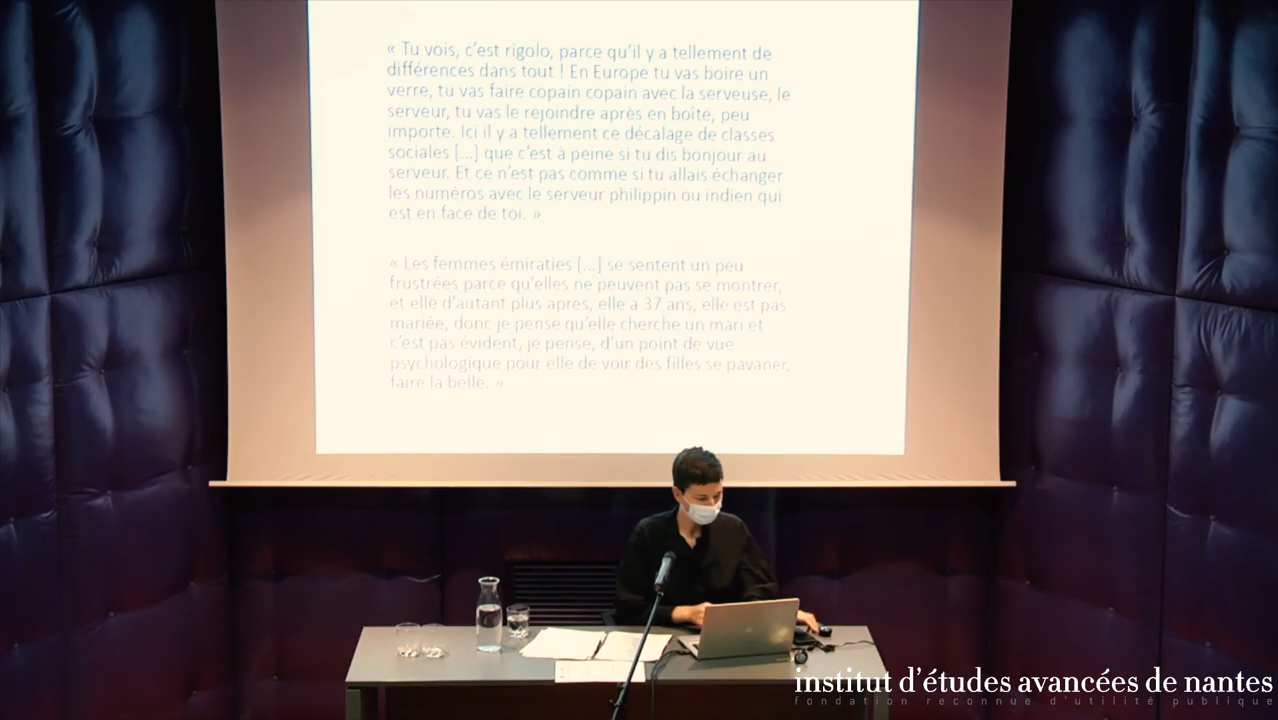 « Tu vois, c'est rigolo, parce qu'il y a tellement de
différences dans tout ! En Europe tu vas boire un
verre, tu vas faire copain copain avec la serveuse, le
serveur, tu vas le rejoindre après en boîte, peu
importe. Ici il y a tellement ce décalage de classes
sociales [...] que c'est à peine si tu dis bonjour au
serveur. Et ce n'est pas comme si tu allais échanger
les numéros avec le serveur philippin ou indien qui
est en face de toi. »
« Les femmes émiraties [...] se sentent un peu
frustrées parce qu'elles ne peuvent pas se montrer,
et elle d'autant plus apres, elle a 37 ans, elle est pas
mariée, donc je pense qu'elle cherche un mari et
c'est pas évident, je pense, d'un point de vue
psychologique pour elle de voir des filles se pavaner,
faire la belle. »
institut d'études avancées de nantes
fondation reconnue d'utilité publique